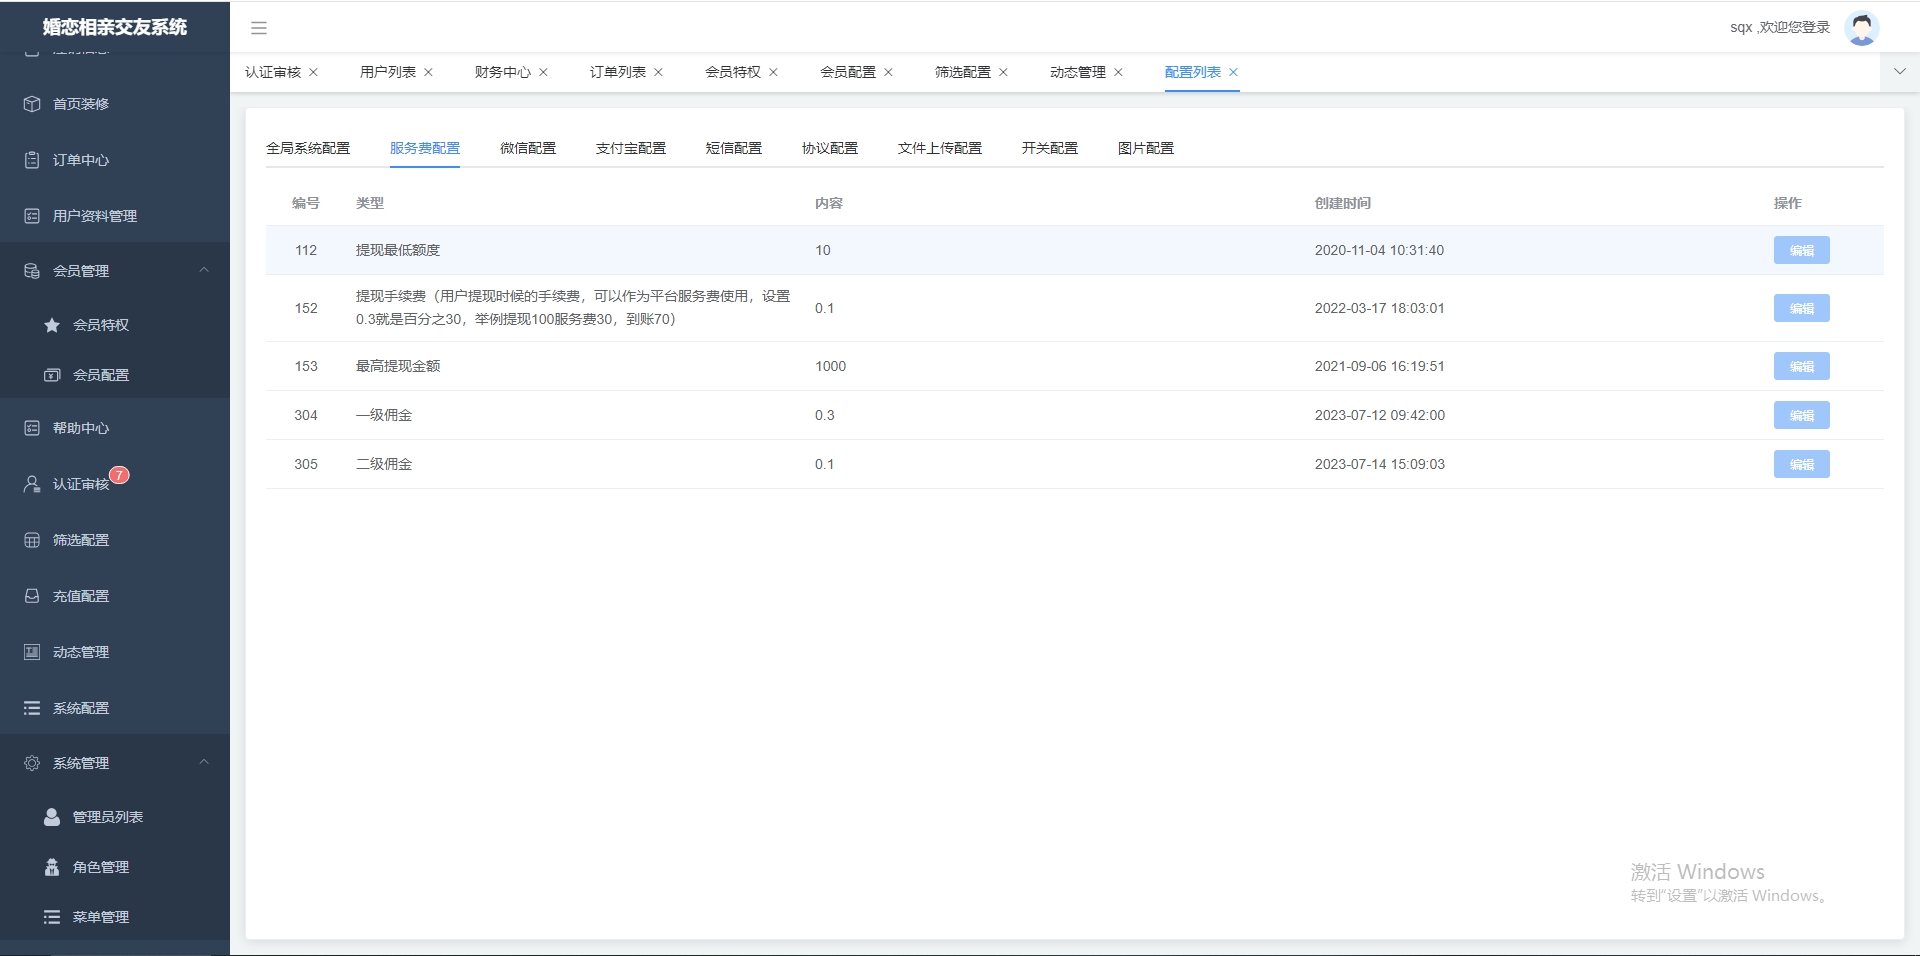 婚恋相亲交友系统
sqx ,欢迎您登录
首页装修
订单中心
用户资料管理
会员管理
会员特权
会员配置
帮助中心
认证审核
7
筛选配置
充值配置
动态管理
系统配置
系统管理
管理员列表
角色管理
菜单管理
认证审核 用户列表 财务中心 订单列表 会员特权 会员配置 筛选配置 动态管理 配置列表
全局系统配置 服务费配置 微信配置 支付宝配置 短信配置 协议配置 文件上传配置 开关配置 图片配置
编号 类型 内容 创建时间 操作
112 提现最低额度 10 2020-11-04 10:31:40 编辑
152 提现手续费（用户提现时候的手续费，可以作为平台服务费使用，设置
0.3就是百分之30，举例提现100服务费30，到账70） 0.1 2022-03-17 18:03:01 编辑
153 最高提现金额 1000 2021-09-06 16:19:51 编辑
304 一级佣金 0.3 2023-07-12 09:42:00 编辑
305 二级佣金 0.1 2023-07-14 15:09:03 编辑
激活 Windows
转到“设置”以激活 Windows。